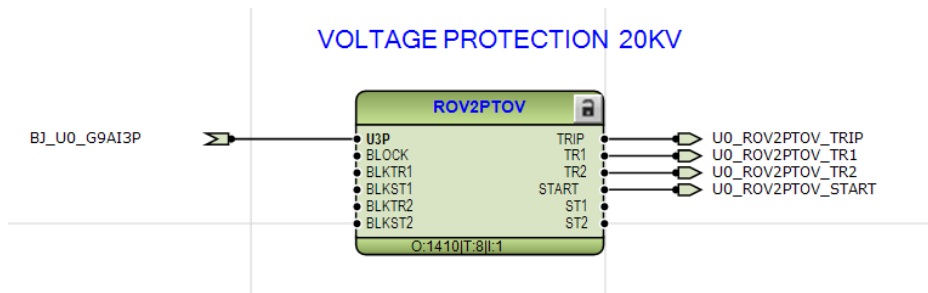 VOLTAGE PROTECTION 20KV
ROV2PTOV
BJ_U0_G9AI3P
U3P TRIP U0_ROV2PTOV_TRIP
BLOCK TR1 U0_ROV2PTOV_TR1
BLKTR1 TR2 U0_ROV2PTOV_TR2
BLKST1 START U0_ROV2PTOV_START
BLKTR2 ST1
BLKST2 ST2
O:1410|T:8|I:1